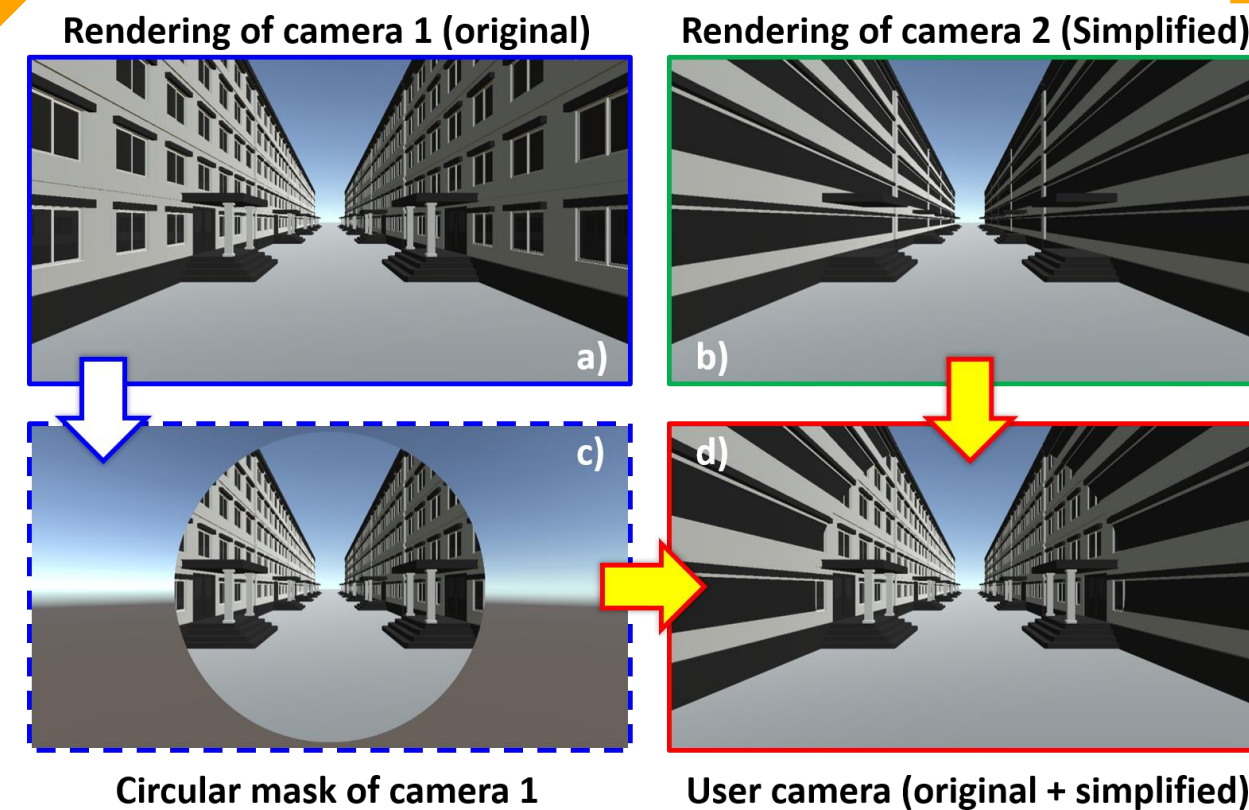 Rendering of camera 1 (original)
Rendering of camera 2 (Simplified)
a)
b)
c)
d)
Circular mask of camera 1
User camera (original + simplified)